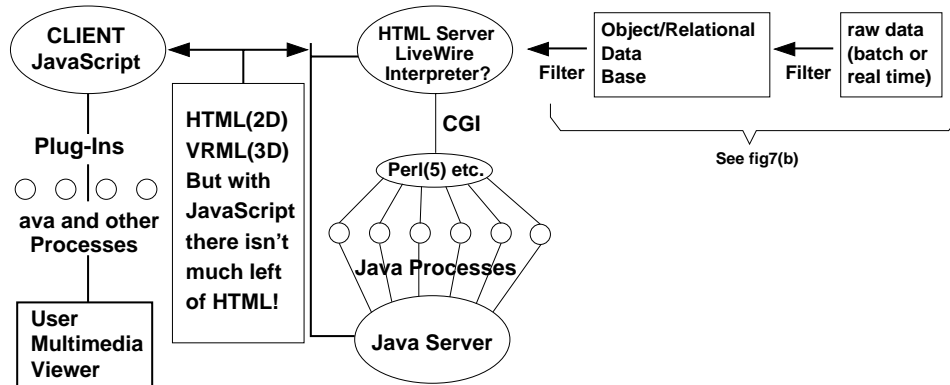 CLIENT
JavaScript
Plug-Ins
ava and other
Processes
User
Multimedia
Viewer
HTML(2D)
VRML(3D)
But with
JavaScript
there isn't
much left
of HTML!
HTML Server
LiveWire
Interpreter?
CGI
Perl(5) etc.
Java Processes
Java Server
Filter
Object/Relational
Data
Base
Filter
raw data
(batch or
real time)
See fig7(b)